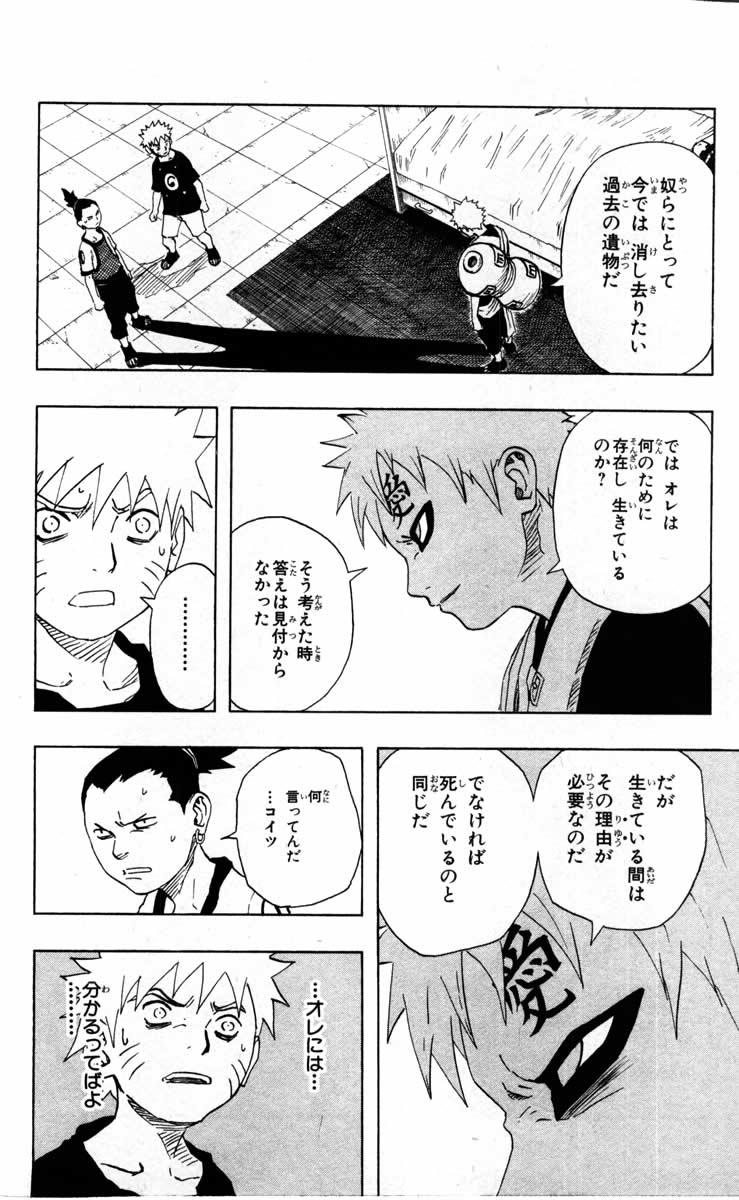 奴らにとって
今では 消し去りたい
過去の遺物だ
では オレは
何のために
存在し 生きている
のか?
そう考えた時
答えは見付から
なかった
…………
だが
生きている間は
その理由が
必要なのだ
でなければ
死んでいるのと
同じだ
何
言ってんだ
…コイツ
…オレには…
分かるってばよ
…………
愛
愛